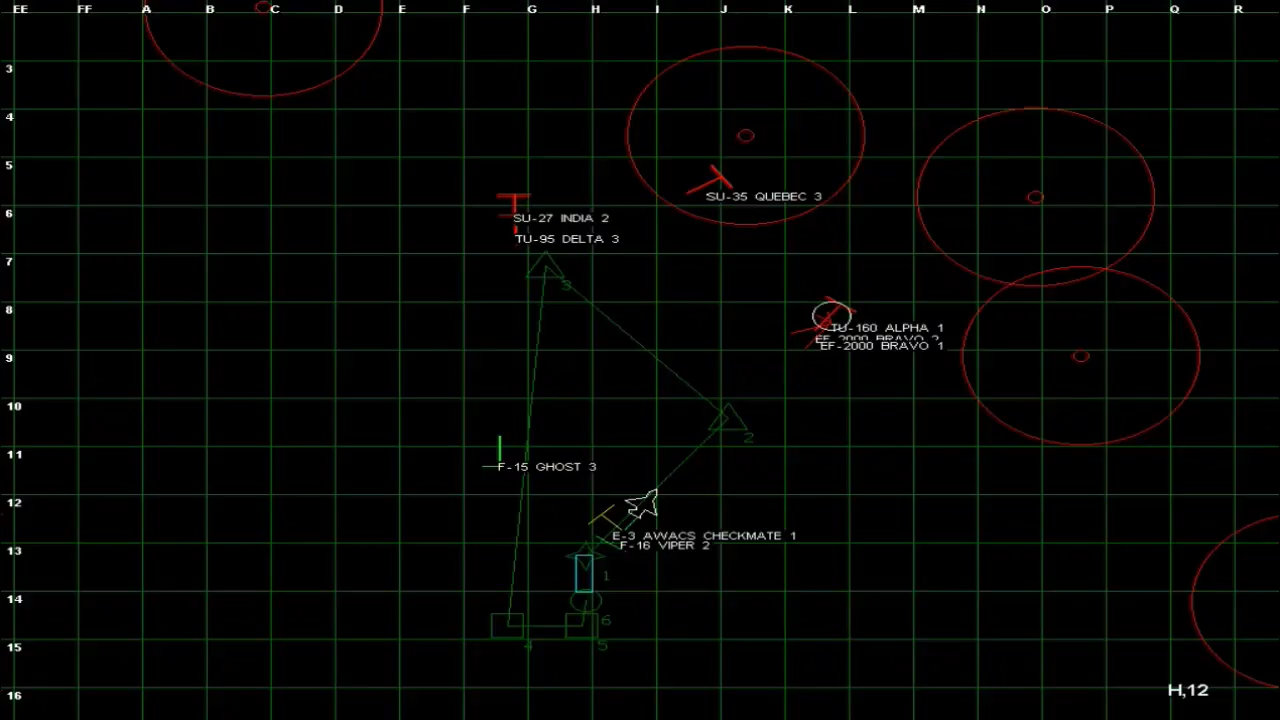 EE FF A B C D E F G H I J K L M N O P Q R
3
4
5
SU-35 QUEBEC 3
6
SU-27 INDIA 2
TU-95 DELTA 3
7
3
8
TU-160 ALPHA 1
EF-2000 BRAVO 2
EF-2000 BRAVO 1
9
10
2
11
F-15 GHOST 3
12
E-3 AWACS CHECKMATE 1
F-16 VIPER 2
13
1
14
6
15
4
5
16
H,12